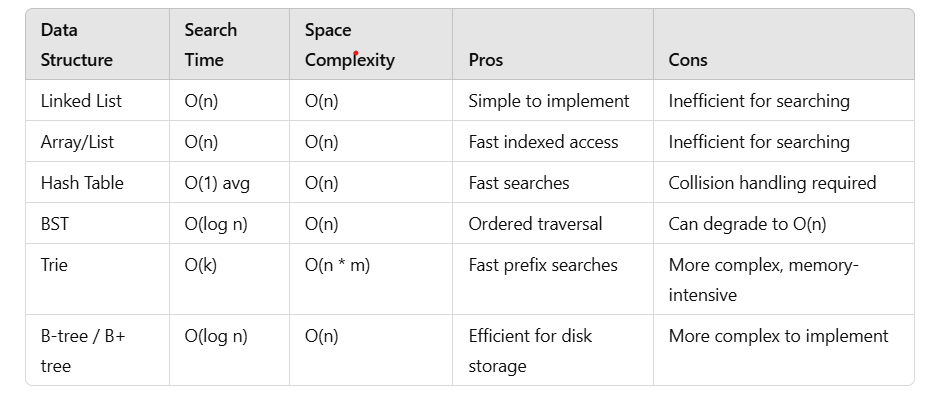 Data Structure	Search Time	Space Complexity	Pros	Cons
Linked List	O(n)	O(n)	Simple to implement	Inefficient for searching
Array/List	O(n)	O(n)	Fast indexed access	Inefficient for searching
Hash Table	O(1) avg	O(n)	Fast searches	Collision handling required
BST	O(log n)	O(n)	Ordered traversal	Can degrade to O(n)
Trie	O(k)	O(n * m)	Fast prefix searches	More complex, memory-intensive
B-tree / B+ tree	O(log n)	O(n)	Efficient for disk storage	More complex to implement